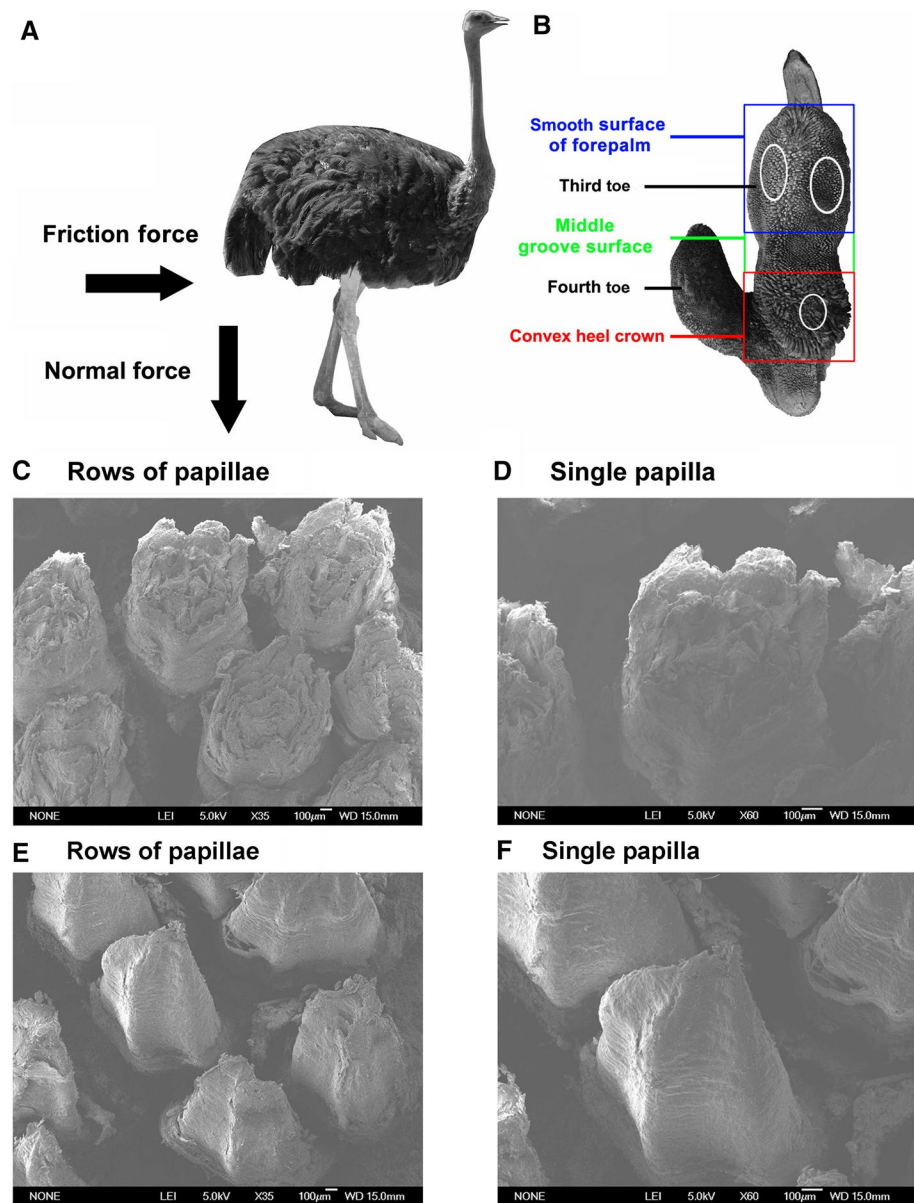 A
Friction force
Normal force
B
Smooth surface
of forepalm
Third toe
Middle
groove surface
Fourth toe
Convex heel crown
C Rows of papillae
NONE LEI 5.0kV X35 100μm WD 15.0mm
D Single papilla
NONE LEI 5.0kV X60 100μm WD 15.0mm
E Rows of papillae
NONE LEI 5.0kV X35 100μm WD 15.0mm
F Single papilla
NONE LEI 5.0kV X60 100μm WD 15.0mm